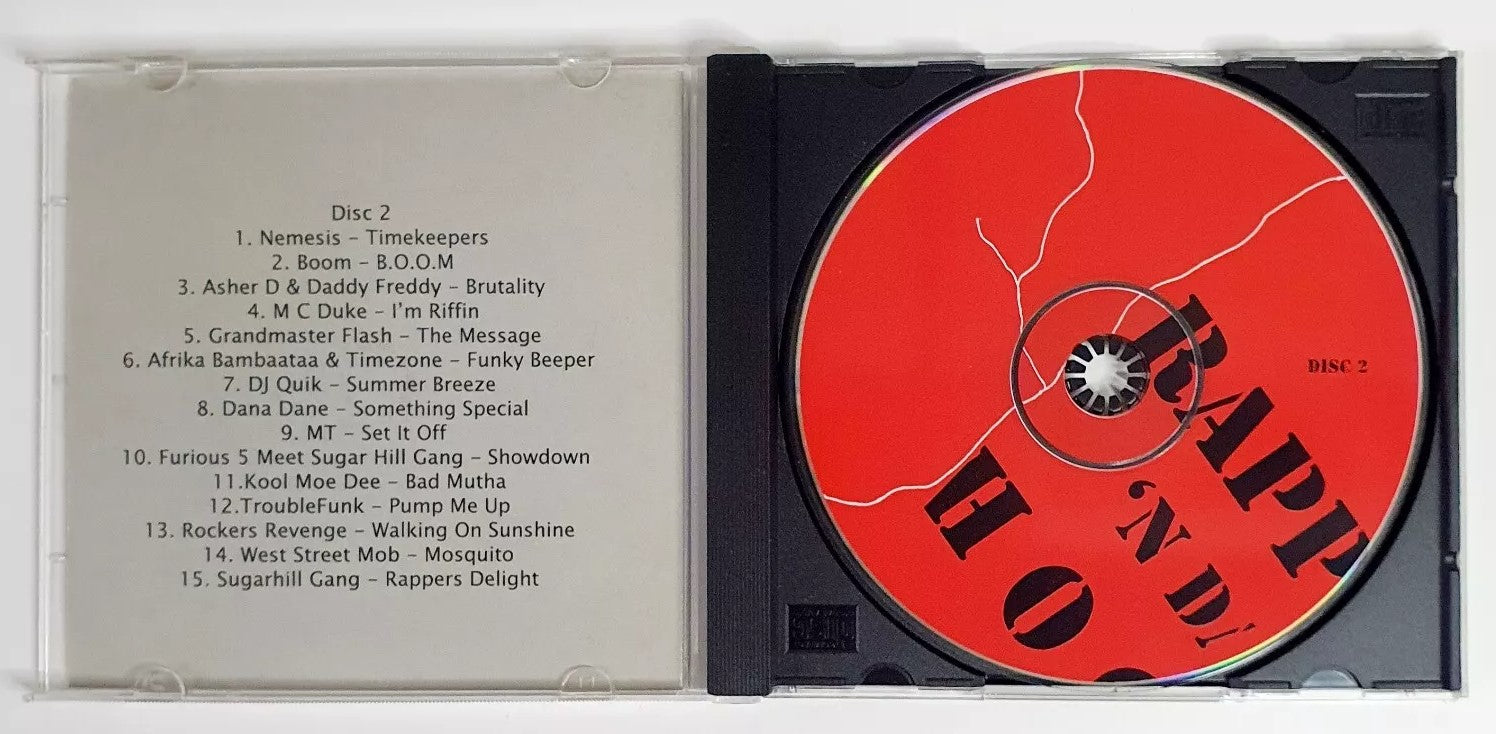 Disc 2
1. Nemesis – Timekeepers
2. Boom – B.O.O.M
3. Asher D & Daddy Freddy – Brutality
4. M C Duke – I'm Riffin
5. Grandmaster Flash – The Message
6. Afrika Bambaataa & Timezone – Funky Beeper
7. DJ Quik – Summer Breeze
8. Dana Dane – Something Special
9. MT – Set It Off
10. Furious 5 Meet Sugar Hill Gang – Showdown
11.Kool Moe Dee – Bad Mutha
12.TroubleFunk – Pump Me Up
13. Rockers Revenge – Walking On Sunshine
14. West Street Mob – Mosquito
15. Sugarhill Gang – Rappers Delight
DISC 2
RAPP
'N DA
HO